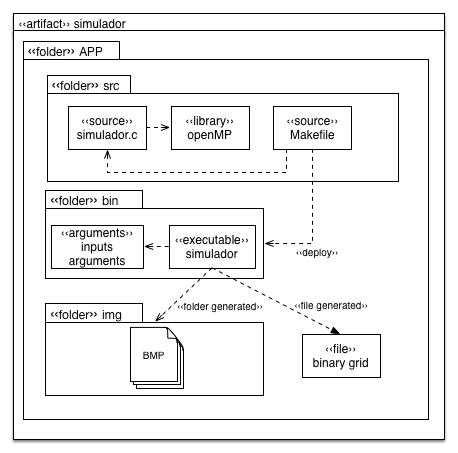 ‹‹artifact›› simulador
‹‹folder›› APP
‹‹folder›› src
‹‹source››
simulador.c
‹‹library››
openMP
‹‹source››
Makefile
‹‹folder›› bin
‹‹arguments››
inputs
arguments
‹‹executable››
simulador
‹‹deploy››
‹‹folder generated››
‹‹file generated››
‹‹folder›› img
BMP
‹‹file››
binary grid